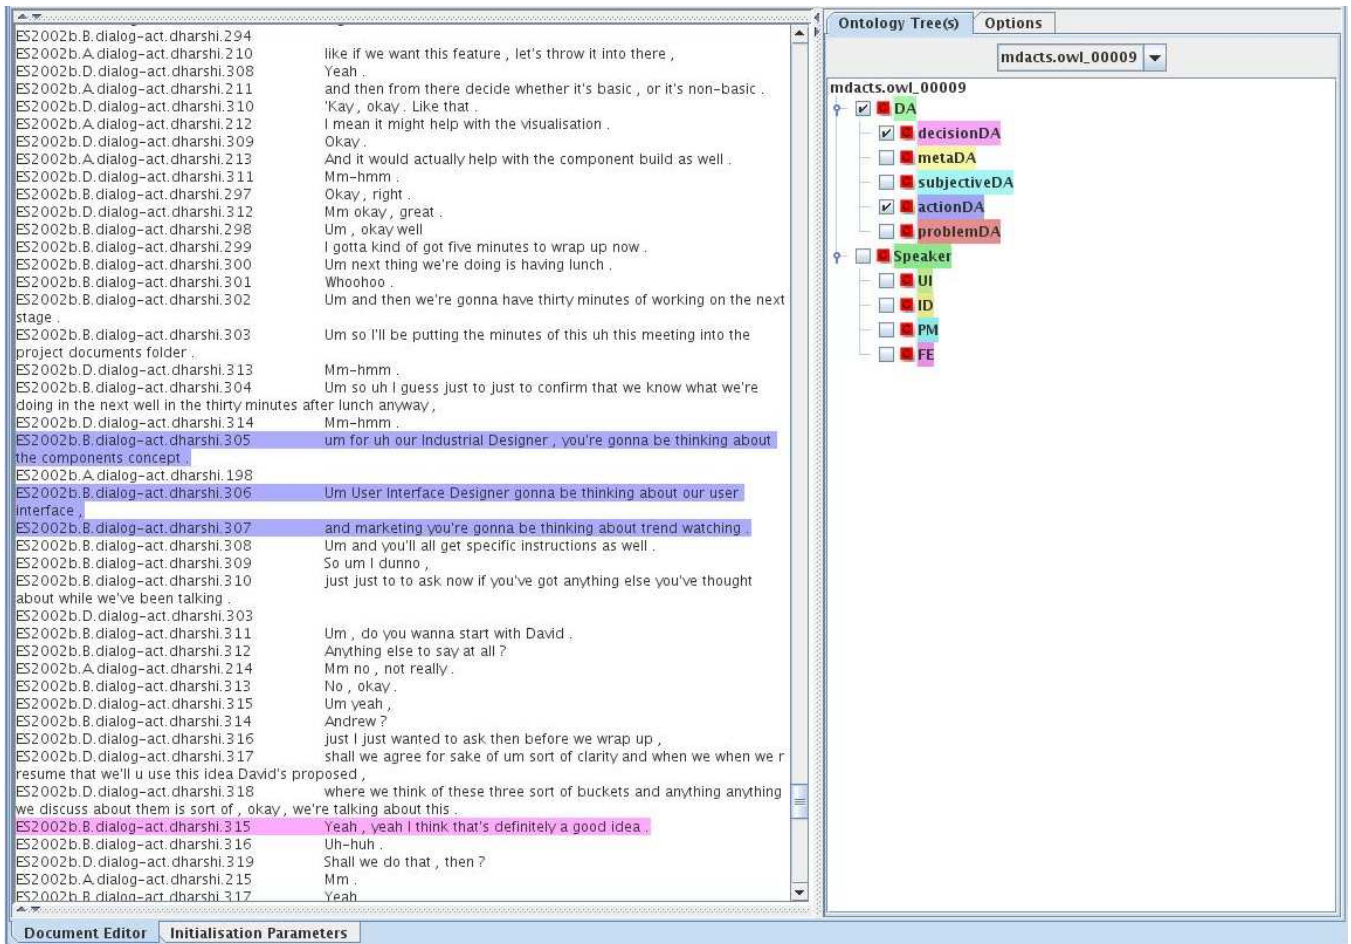 ES2002b.B.dialog-act.dharshi.294
ES2002b.A.dialog-act.dharshi.210 like if we want this feature , let's throw it into there ,
ES2002b.D.dialog-act.dharshi.308 Yeah .
ES2002b.A.dialog-act.dharshi.211 and then from there decide whether it's basic , or it's non-basic .
ES2002b.D.dialog-act.dharshi.310 'Kay , okay . Like that .
ES2002b.A.dialog-act.dharshi.212 I mean it might help with the visualisation .
ES2002b.D.dialog-act.dharshi.309 Okay .
ES2002b.A.dialog-act.dharshi.213 And it would actually help with the component build as well .
ES2002b.D.dialog-act.dharshi.311 Mm-hmm .
ES2002b.B.dialog-act.dharshi.297 Okay , right .
ES2002b.D.dialog-act.dharshi.312 Mm okay , great .
ES2002b.B.dialog-act.dharshi.298 Um , okay well
ES2002b.B.dialog-act.dharshi.299 I gotta kind of got five minutes to wrap up now .
ES2002b.B.dialog-act.dharshi.300 Um next thing we're doing is having lunch .
ES2002b.B.dialog-act.dharshi.301 Whoohoo .
ES2002b.B.dialog-act.dharshi.302 Um and then we're gonna have thirty minutes of working on the next
stage .
ES2002b.B.dialog-act.dharshi.303 Um so I'll be putting the minutes of this uh this meeting into the
project documents folder .
ES2002b.D.dialog-act.dharshi.313 Mm-hmm .
ES2002b.B.dialog-act.dharshi.304 Um so uh I guess just to just to confirm that we know what we're
doing in the next well in the thirty minutes after lunch anyway ,
ES2002b.D.dialog-act.dharshi.314 Mm-hmm .
ES2002b.B.dialog-act.dharshi.305 um for uh our Industrial Designer , you're gonna be thinking about
the components concept .
ES2002b.A.dialog-act.dharshi.198
ES2002b.B.dialog-act.dharshi.306 Um User Interface Designer gonna be thinking about our user
interface ,
ES2002b.B.dialog-act.dharshi.307 and marketing you're gonna be thinking about trend watching .
ES2002b.B.dialog-act.dharshi.308 Um and you'll all get specific instructions as well .
ES2002b.B.dialog-act.dharshi.309 So um I dunno ,
ES2002b.B.dialog-act.dharshi.310 just just to to ask now if you've got anything else you've thought
about while we've been talking .
ES2002b.D.dialog-act.dharshi.303
ES2002b.B.dialog-act.dharshi.311 Um , do you wanna start with David .
ES2002b.B.dialog-act.dharshi.312 Anything else to say at all ?
ES2002b.A.dialog-act.dharshi.214 Mm no , not really .
ES2002b.B.dialog-act.dharshi.313 No , okay .
ES2002b.D.dialog-act.dharshi.315 Um yeah ,
ES2002b.B.dialog-act.dharshi.314 Andrew ?
ES2002b.D.dialog-act.dharshi.316 just I just wanted to ask then before we wrap up ,
ES2002b.D.dialog-act.dharshi.317 shall we agree for sake of um sort of clarity and when we when we r
resume that we'll u use this idea David's proposed ,
ES2002b.D.dialog-act.dharshi.318 where we think of these three sort of buckets and anything anything
we discuss about them is sort of , okay , we're talking about this .
ES2002b.B.dialog-act.dharshi.315 Yeah , yeah I think that's definitely a good idea .
ES2002b.B.dialog-act.dharshi.316 Uh-huh .
ES2002b.D.dialog-act.dharshi.319 Shall we do that , then ?
ES2002b.A.dialog-act.dharshi.215 Mm .
ES2002b.B.dialog-act.dharshi.317 Yeah
Document Editor Initialisation Parameters
Ontology Tree(s) Options
mdacts.owl_00009
mdacts.owl_00009
C DA
C decisionDA
C metaDA
C subjectiveDA
C actionDA
C problemDA
C Speaker
C UI
C ID
C PM
C FE